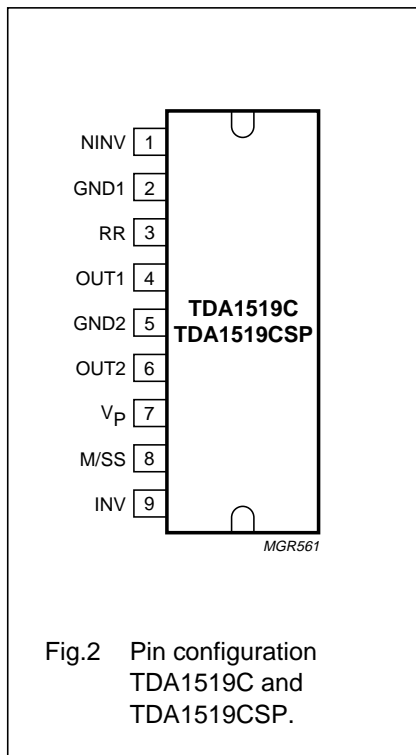 NINV 1
GND1 2
RR 3
OUT1 4
GND2 5
OUT2 6
VP 7
M/SS 8
INV 9
TDA1519C
TDA1519CSP
MGR561
Fig.2 Pin configuration
TDA1519C and
TDA1519CSP.